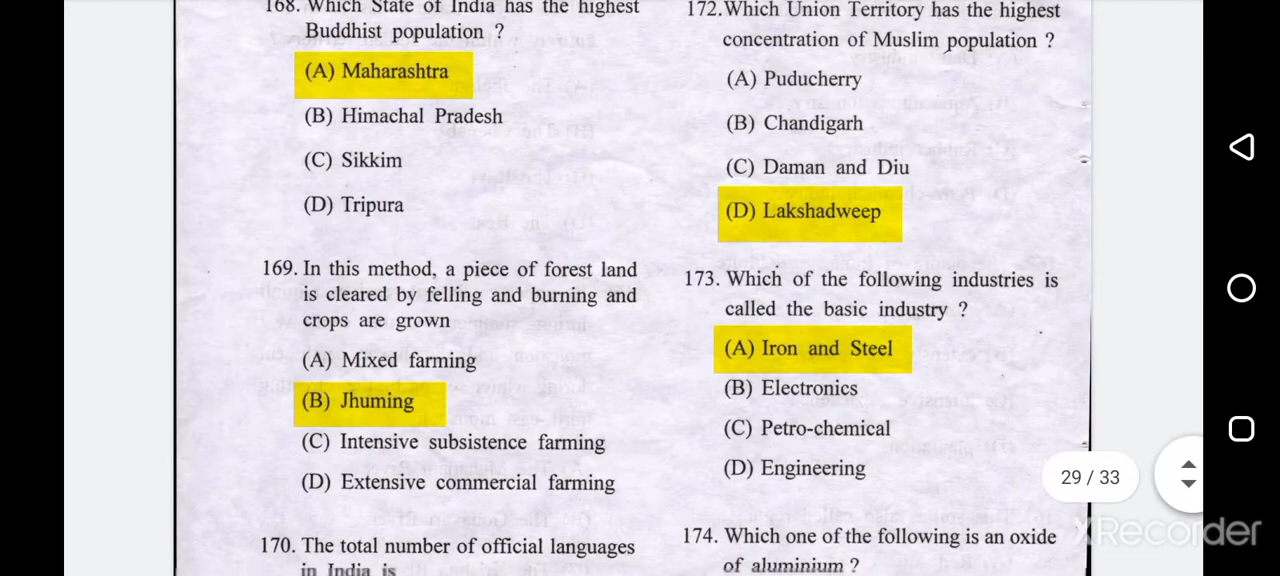 168. Which State of India has the highest
Buddhist population ?
(A) Maharashtra
(B) Himachal Pradesh
(C) Sikkim
(D) Tripura
169. In this method, a piece of forest land
is cleared by felling and burning and
crops are grown
(A) Mixed farming
(B) Jhuming
(C) Intensive subsistence farming
(D) Extensive commercial farming
170. The total number of official languages
in India is
172. Which Union Territory has the highest
concentration of Muslim population ?
(A) Puducherry
(B) Chandigarh
(C) Daman and Diu
(D) Lakshadweep
173. Which of the following industries is
called the basic industry ?
(A) Iron and Steel
(B) Electronics
(C) Petro-chemical
(D) Engineering
174. Which one of the following is an oxide
of aluminium ?
29 / 33
XRecorder